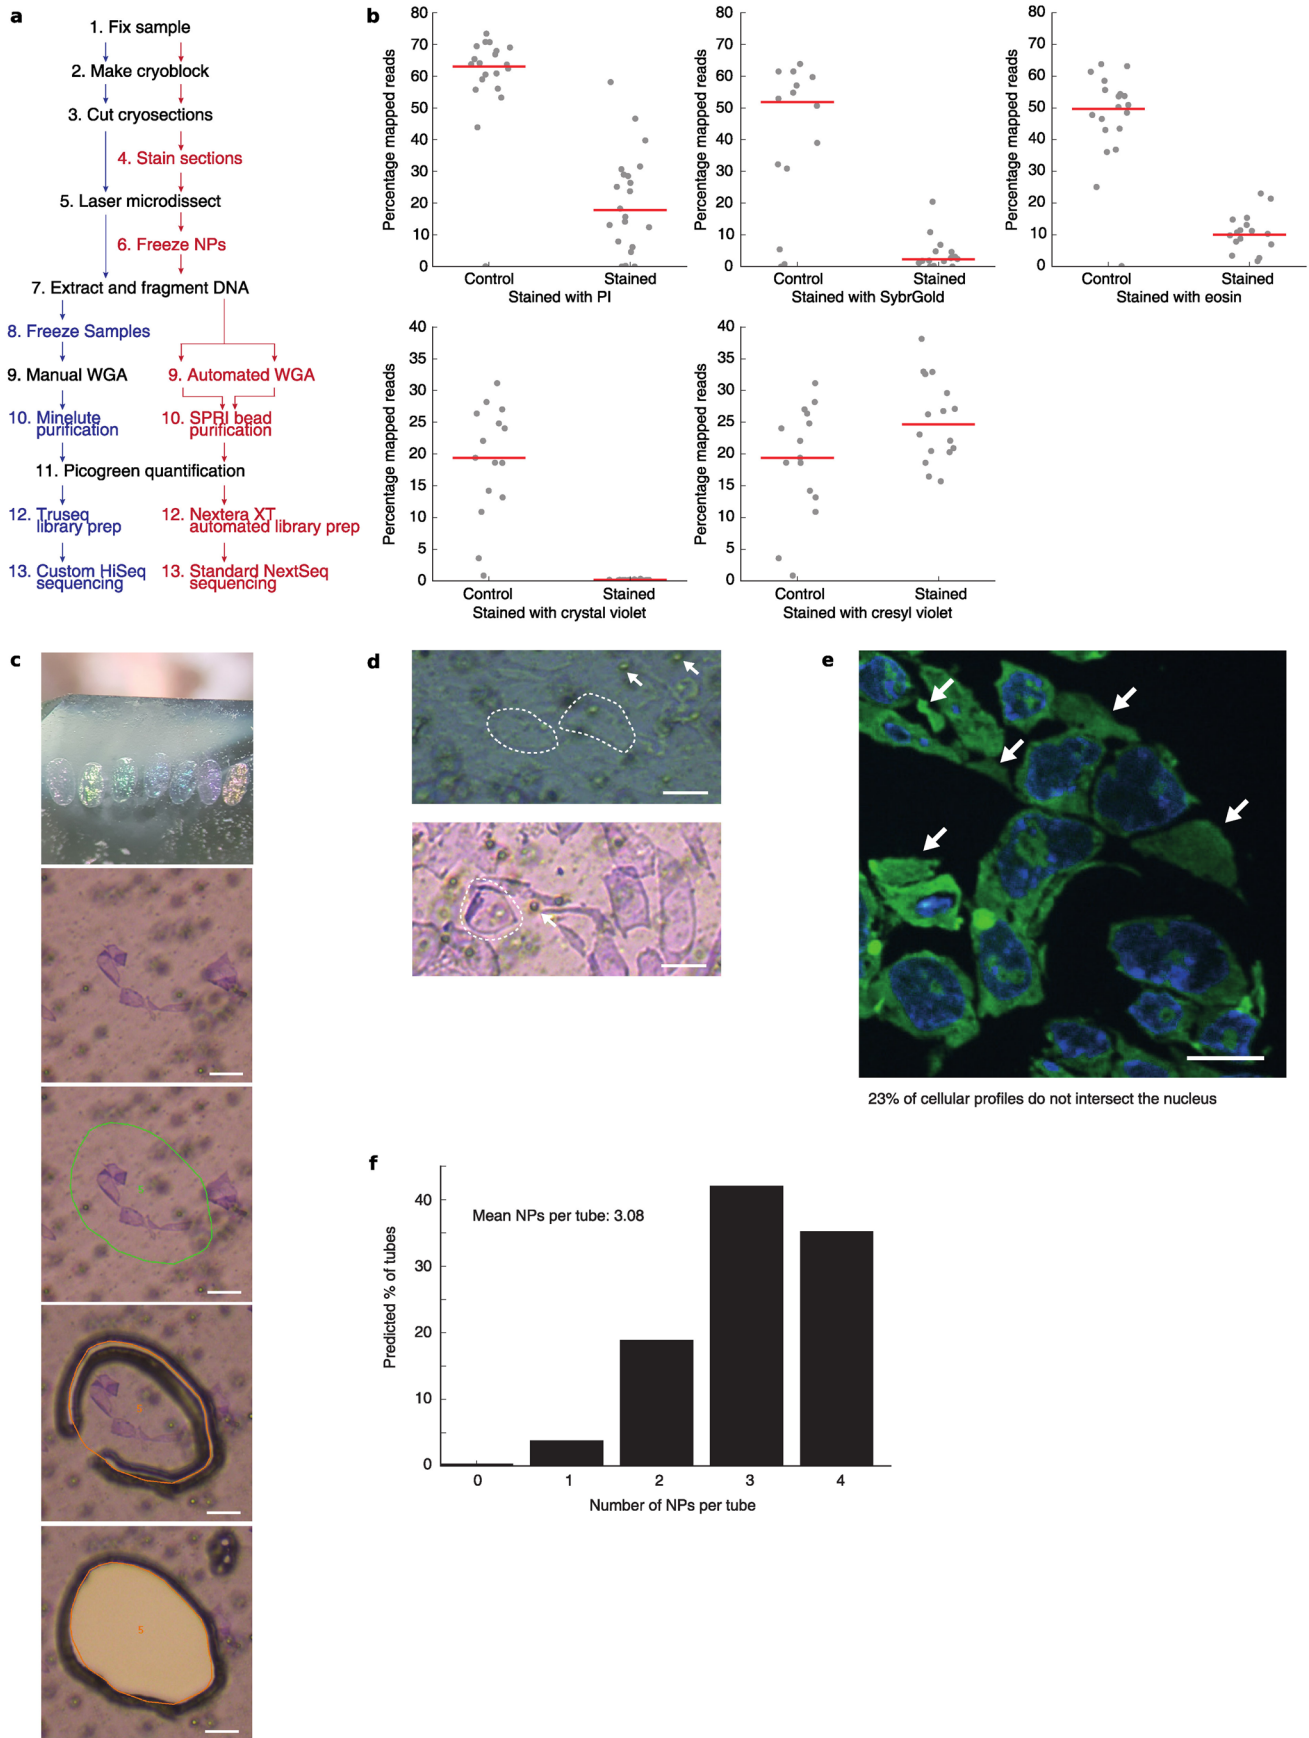 a
1. Fix sample
2. Make cryoblock
3. Cut cryosections
4. Stain sections
5. Laser microdissect
6. Freeze NPs
7. Extract and fragment DNA
8. Freeze Samples
9. Manual WGA
9. Automated WGA
10. Minelute
purification
10. SPRI bead
purification
11. Picogreen quantification
12. Truseq
library prep
12. Nextera XT
automated library prep
13. Custom HiSeq
sequencing
13. Standard NextSeq
sequencing
b
Percentage mapped reads
80
70
60
50
40
30
20
10
0
Control
Stained
Stained with PI
Percentage mapped reads
80
70
60
50
40
30
20
10
0
Control
Stained
Stained with SybrGold
Percentage mapped reads
80
70
60
50
40
30
20
10
0
Control
Stained
Stained with eosin
Percentage mapped reads
40
35
30
25
20
15
10
5
0
Control
Stained
Stained with crystal violet
Percentage mapped reads
40
35
30
25
20
15
10
5
0
Control
Stained
Stained with cresyl violet
c
5
d
e
23% of cellular profiles do not intersect the nucleus
f
Mean NPs per tube: 3.08
Predicted % of tubes
40
30
20
10
0
0
1
2
3
4
Number of NPs per tube